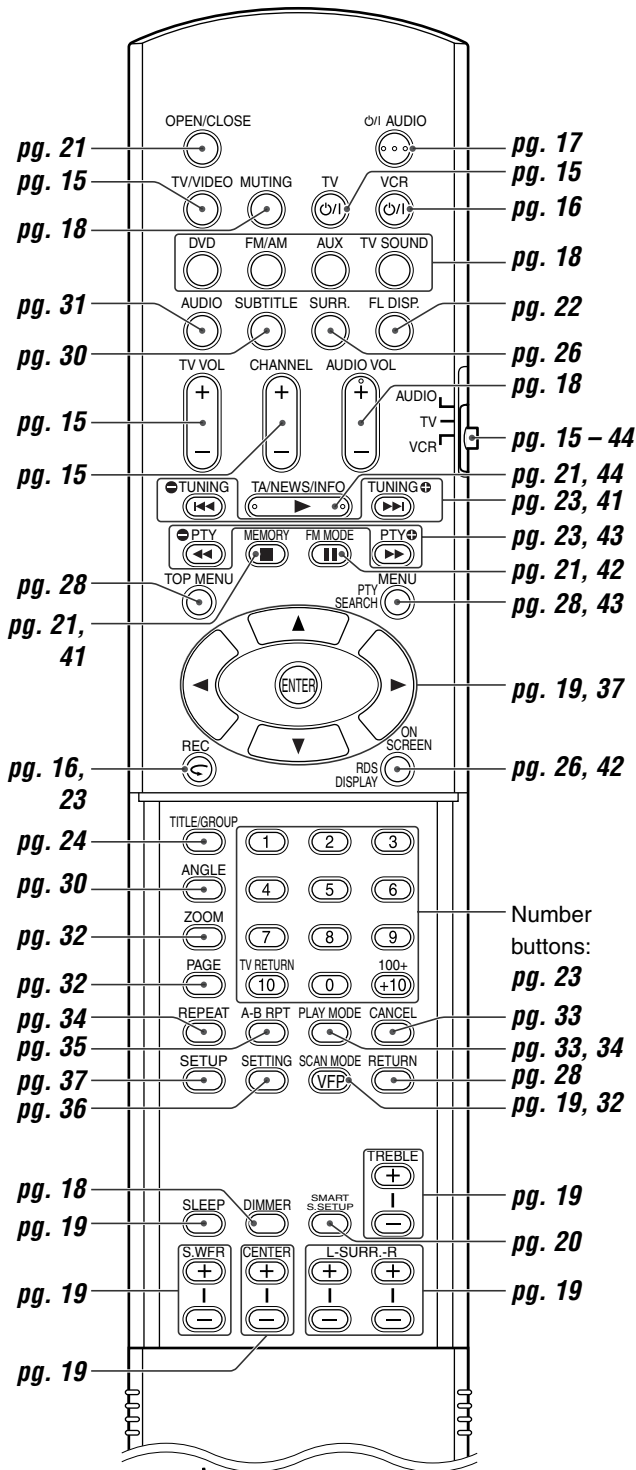 OPEN/CLOSE
⏻/I AUDIO
pg. 21
pg. 17
pg. 15
TV/VIDEO MUTING TV VCR
pg. 15
⏻/I ⏻/I
pg. 16
pg. 18
DVD FM/AM AUX TV SOUND
pg. 18
pg. 31
AUDIO SUBTITLE SURR. FL DISP.
pg. 22
pg. 30
pg. 26
TV VOL CHANNEL AUDIO VOL
pg. 18
+ + +
AUDIO
TV
VCR
pg. 15
pg. 15 – 44
– – –
pg. 15
pg. 21, 44
TUNING TA/NEWS/INFO TUNING
pg. 23, 41
PTY MEMORY FM MODE PTY
pg. 23, 43
pg. 21, 42
pg. 28
TOP MENU
MENU
PTY
SEARCH
pg. 28, 43
pg. 21,
41
ENTER
pg. 19, 37
REC
ON
SCREEN
RDS
DISPLAY
pg. 16,
23
pg. 26, 42
TITLE/GROUP
pg. 24
1 2 3
ANGLE
pg. 30
4 5 6
ZOOM
pg. 32
7 8 9
Number
buttons:
pg. 23
PAGE
pg. 32
TV RETURN 100+
10 0 +10
REPEAT A-B RPT PLAY MODE CANCEL
pg. 34
pg. 33
pg. 35
pg. 33, 34
SETUP SETTING SCAN MODE RETURN
VFP
pg. 37
pg. 28
pg. 36
pg. 19, 32
TREBLE
+
–
pg. 19
pg. 18
SLEEP DIMMER SMART
S.SETUP
pg. 19
pg. 20
S.WFR CENTER L-SURR.-R
+ + + +
pg. 19
pg. 19
– – – –
pg. 19